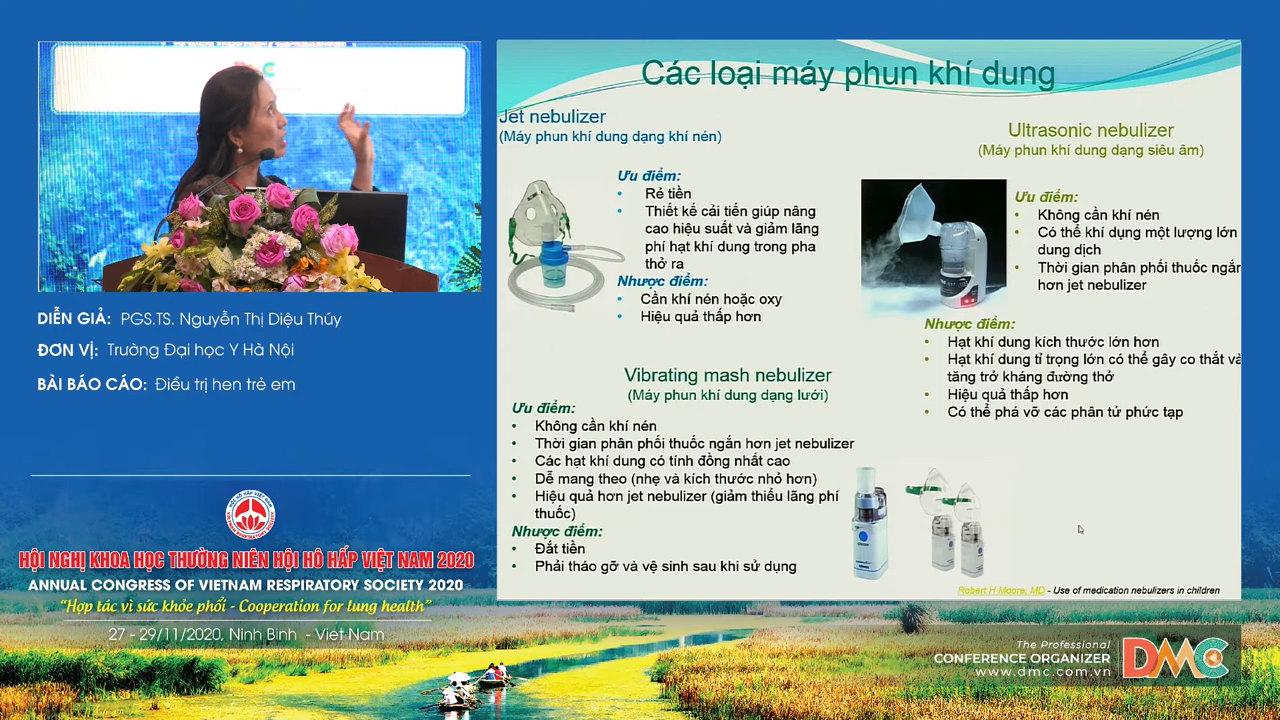 DIỄN GIẢ: PGS.TS. Nguyễn Thị Diệu Thúy
ĐƠN VỊ: Trường Đại học Y Hà Nội
BÀI BÁO CÁO: Điều trị hen trẻ em
HỘI NGHỊ KHOA HỌC THƯỜNG NIÊN HỘI HÔ HẤP VIỆT NAM 2020
ANNUAL CONGRESS OF VIETNAM RESPIRATORY SOCIETY 2020
“Hợp tác vì sức khỏe phổi - Cooperation for lung health”
27 - 29/11/2020, Ninh Bình - Việt Nam
Các loại máy phun khí dung
Jet nebulizer
(Máy phun khí dung dạng khí nén)
Ưu điểm:
• Rẻ tiền
• Thiết kế cải tiến giúp nâng
cao hiệu suất và giảm lãng
phí hạt khí dung trong pha
thở ra
Nhược điểm:
• Cần khí nén hoặc oxy
• Hiệu quả thấp hơn
Ultrasonic nebulizer
(Máy phun khí dung dạng siêu âm)
Ưu điểm:
• Không cần khí nén
• Có thể khí dụng một lượng lớn
dung dịch
• Thời gian phân phối thuốc ngắn
hơn jet nebulizer
Nhược điểm:
• Hạt khí dung kích thước lớn hơn
• Hạt khí dung tỉ trọng lớn có thể gây co thắt và
tăng trở kháng đường thở
• Hiệu quả thấp hơn
• Có thể phá vỡ các phân tử phức tạp
Vibrating mash nebulizer
(Máy phun khí dung dạng lưới)
Ưu điểm:
• Không cần khí nén
• Thời gian phân phối thuốc ngắn hơn jet nebulizer
• Các hạt khí dung có tính đồng nhất cao
• Dễ mang theo (nhẹ và kích thước nhỏ hơn)
• Hiệu quả hơn jet nebulizer (giảm thiểu lãng phí
thuốc)
Nhược điểm:
• Đắt tiền
• Phải tháo gỡ và vệ sinh sau khi sử dụng
Robert H Moore, MD - Use of medication nebulizers in children
The Professional
CONFERENCE ORGANIZER
www.dmc.com.vn
DMC